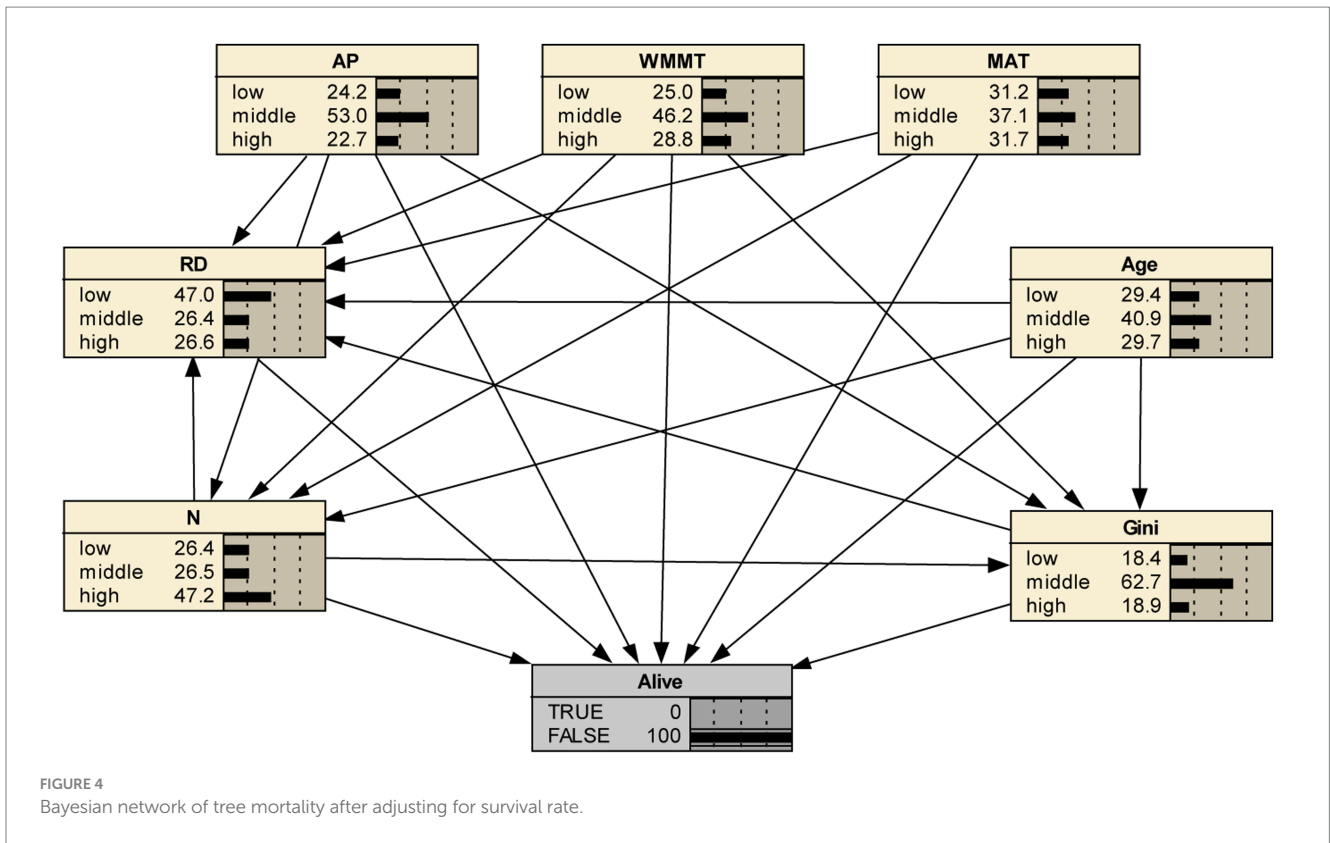 AP
low 24.2
middle 53.0
high 22.7
WMMT
low 25.0
middle 46.2
high 28.8
MAT
low 31.2
middle 37.1
high 31.7
RD
low 47.0
middle 26.4
high 26.6
Age
low 29.4
middle 40.9
high 29.7
N
low 26.4
middle 26.5
high 47.2
Gini
low 18.4
middle 62.7
high 18.9
Alive
TRUE 0
FALSE 100
FIGURE 4
Bayesian network of tree mortality after adjusting for survival rate.